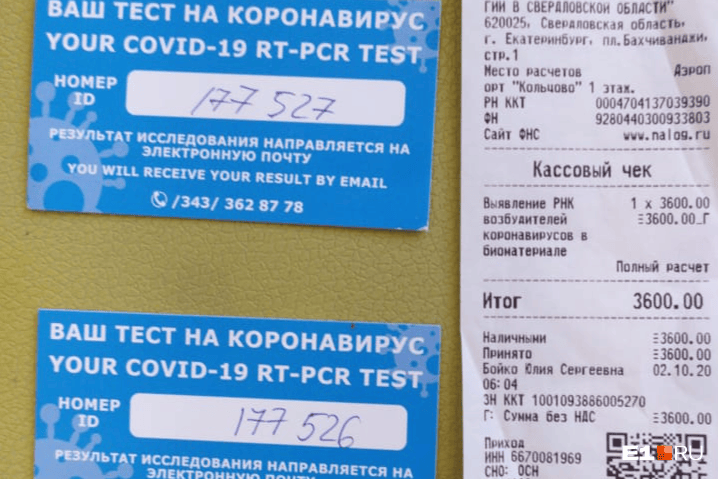 ВАШ ТЕСТ НА КОРОНАВИРУС
YOUR COVID-19 RT-PCR TEST
НОМЕР
ID
177 527
РЕЗУЛЬТАТ ИССЛЕДОВАНИЯ НАПРАВЛЯЕТСЯ НА
ЭЛЕКТРОННУЮ ПОЧТУ
YOU WILL RECEIVE YOUR RESULT BY EMAIL
/343/ 362 87 78
ВАШ ТЕСТ НА КОРОНАВИРУС
YOUR COVID-19 RT-PCR TEST
НОМЕР
ID
177 526
РЕЗУЛЬТАТ ИССЛЕДОВАНИЯ НАПРАВЛЯЕТСЯ НА
ЭЛЕКТРОННУЮ ПОЧТУ
ГИИ В СВЕРДЛОВСКОЙ ОБЛАСТИ"
620025, Свердловская область,
г. Екатеринбург, пл.Бахчиванджи,
стр.1
Место расчетов Аэроп
орт "Кольцово" 1 этаж.
РН ККТ 0004704137039390
ФН 9280440300933803
Сайт ФНС www.nalog.ru
Кассовый чек
Выявление РНК 1 x 3600.00
возбудителей ≡3600.00_Г
коронавирусов в
биоматериале
Полный расчет
Итог 3600.00
Наличными ≡3600.00
Принято ≡3600.00
Бойко Юлия Сергеевна 02.10.20
06:04
ЗН ККТ 1001093886005270
Г: Сумма без НДС ≡3600.00
Приход
ИНН 6670081969
СНО: ОСН
E1.RU